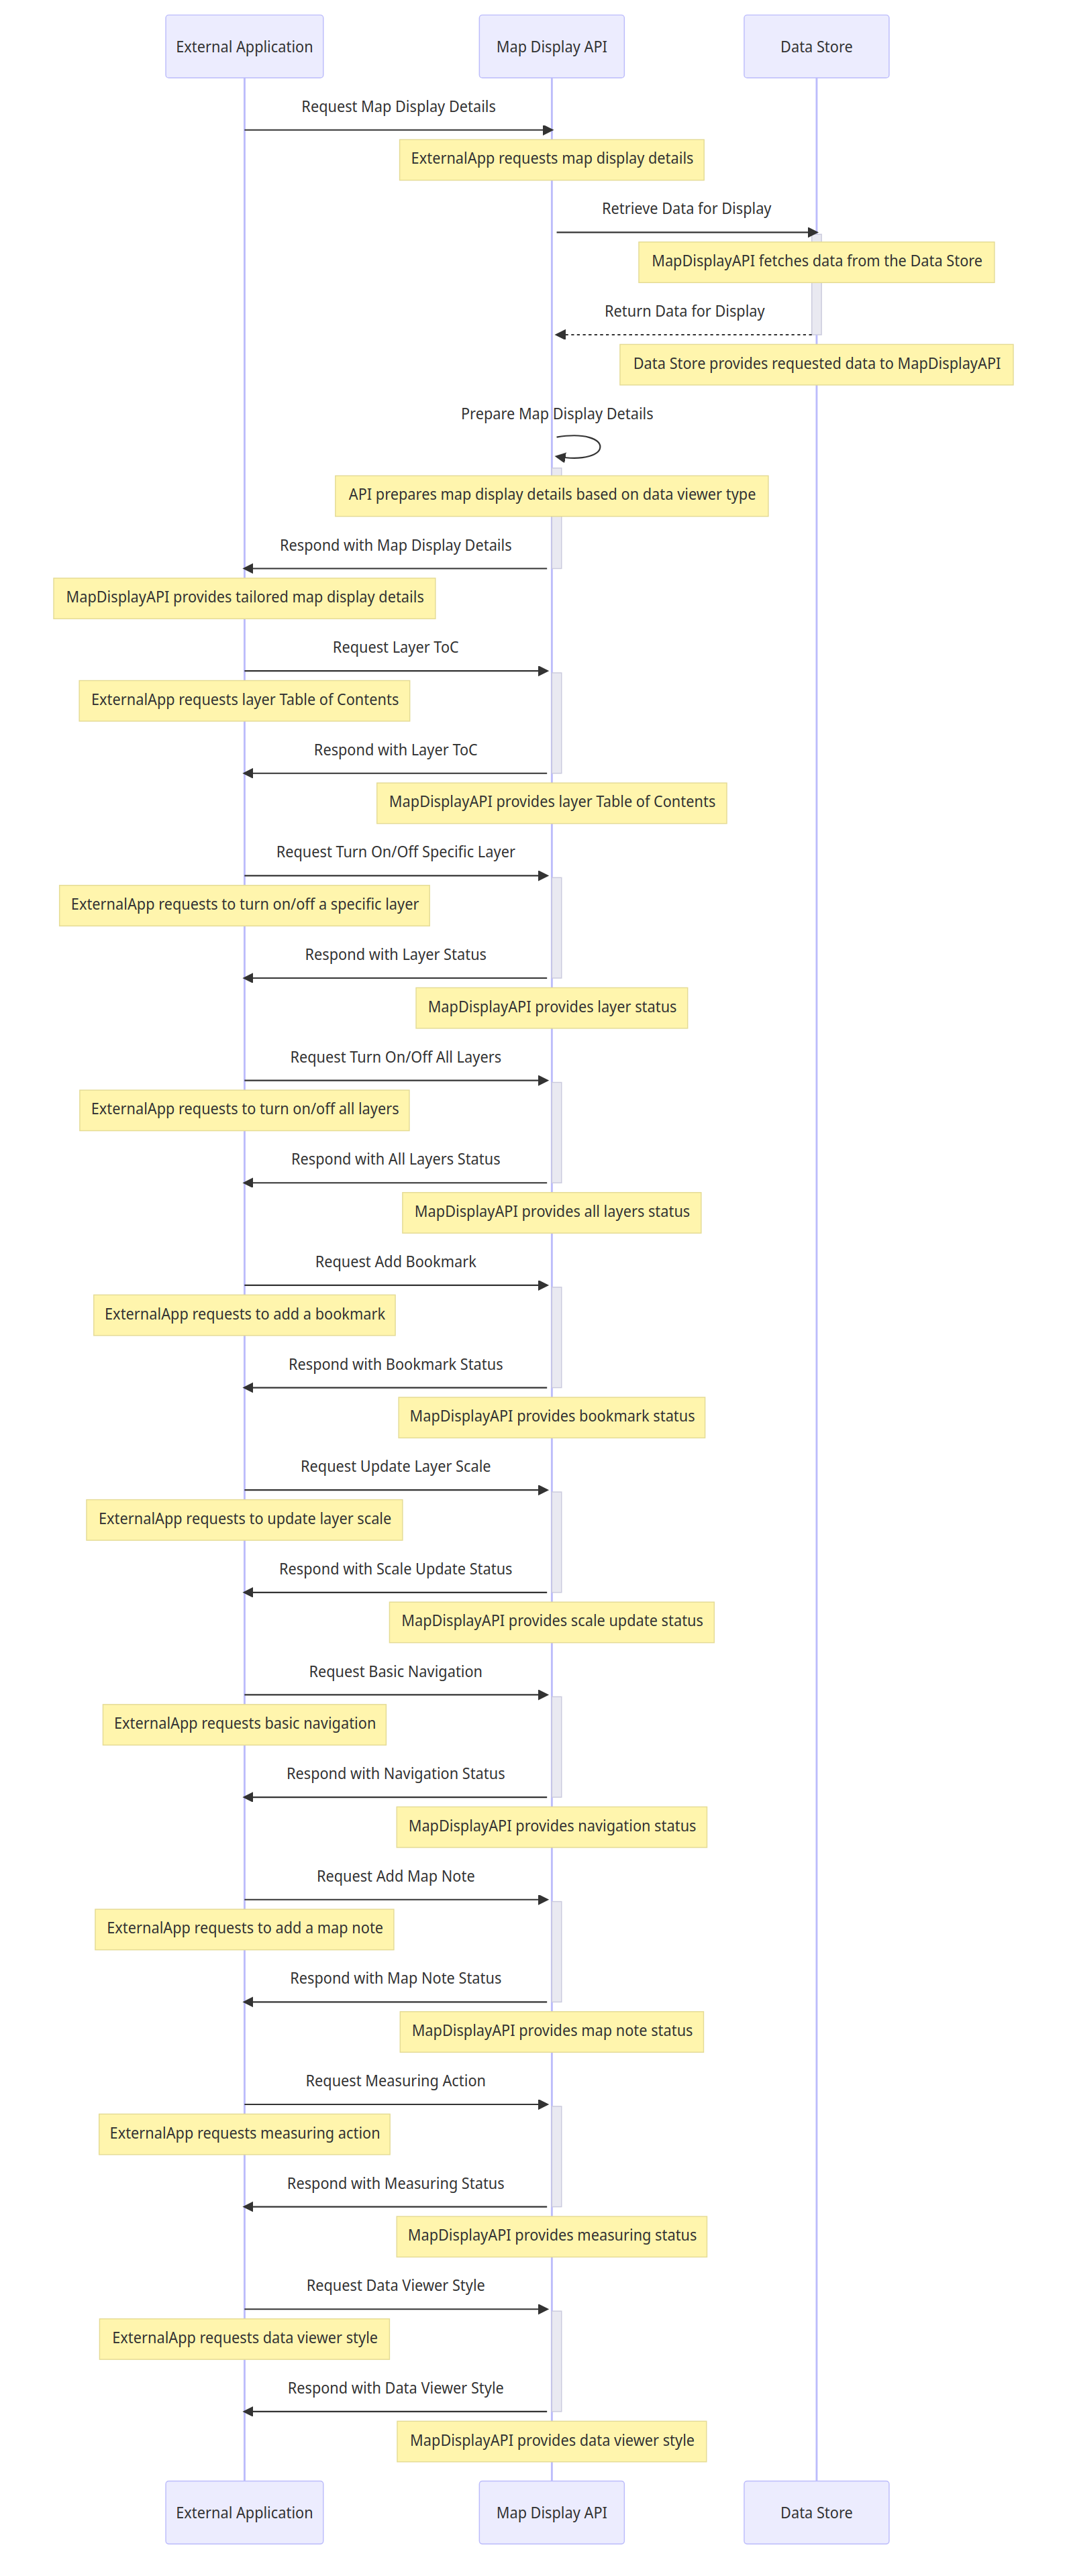 External Application
Map Display API
Data Store
Request Map Display Details
ExternalApp requests map display details
Retrieve Data for Display
MapDisplayAPI fetches data from the Data Store
Return Data for Display
Data Store provides requested data to MapDisplayAPI
Prepare Map Display Details
API prepares map display details based on data viewer type
Respond with Map Display Details
MapDisplayAPI provides tailored map display details
Request Layer ToC
ExternalApp requests layer Table of Contents
Respond with Layer ToC
MapDisplayAPI provides layer Table of Contents
Request Turn On/Off Specific Layer
ExternalApp requests to turn on/off a specific layer
Respond with Layer Status
MapDisplayAPI provides layer status
Request Turn On/Off All Layers
ExternalApp requests to turn on/off all layers
Respond with All Layers Status
MapDisplayAPI provides all layers status
Request Add Bookmark
ExternalApp requests to add a bookmark
Respond with Bookmark Status
MapDisplayAPI provides bookmark status
Request Update Layer Scale
ExternalApp requests to update layer scale
Respond with Scale Update Status
MapDisplayAPI provides scale update status
Request Basic Navigation
ExternalApp requests basic navigation
Respond with Navigation Status
MapDisplayAPI provides navigation status
Request Add Map Note
ExternalApp requests to add a map note
Respond with Map Note Status
MapDisplayAPI provides map note status
Request Measuring Action
ExternalApp requests measuring action
Respond with Measuring Status
MapDisplayAPI provides measuring status
Request Data Viewer Style
ExternalApp requests data viewer style
Respond with Data Viewer Style
MapDisplayAPI provides data viewer style
External Application
Map Display API
Data Store